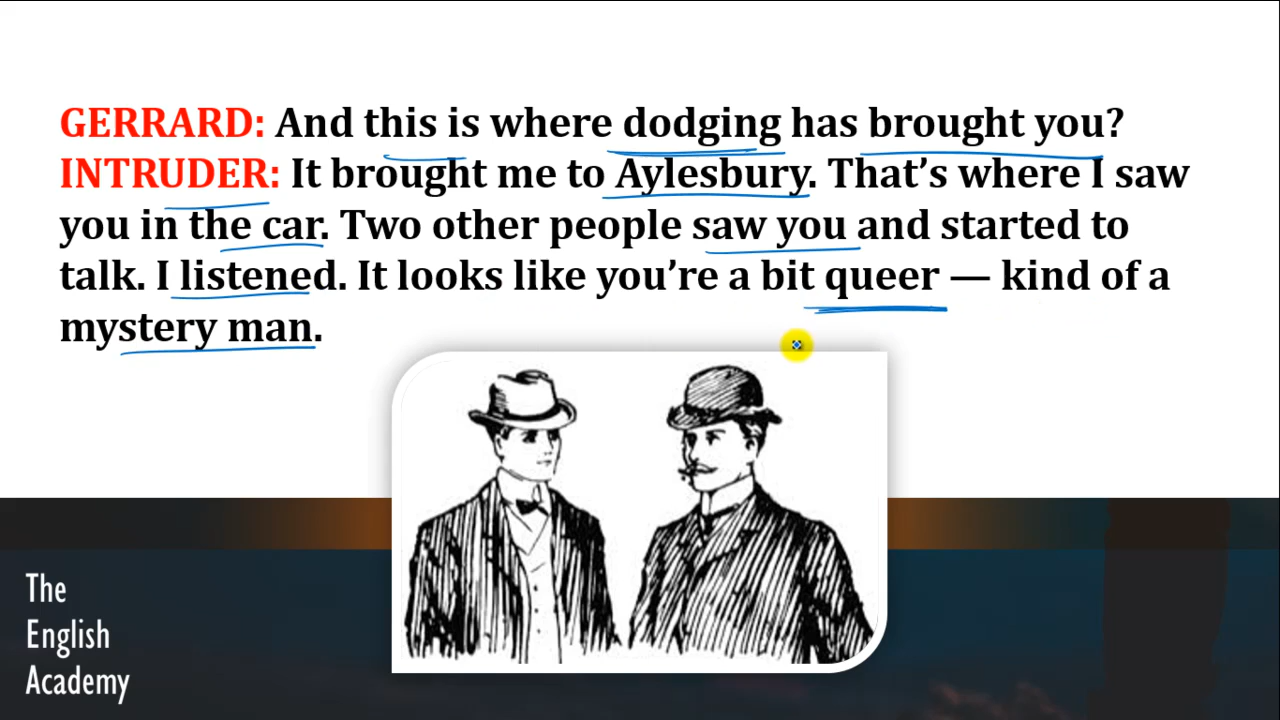 GERRARD: And this is where dodging has brought you?
INTRUDER: It brought me to Aylesbury. That’s where I saw
you in the car. Two other people saw you and started to
talk. I listened. It looks like you’re a bit queer — kind of a
mystery man.
The
English
Academy